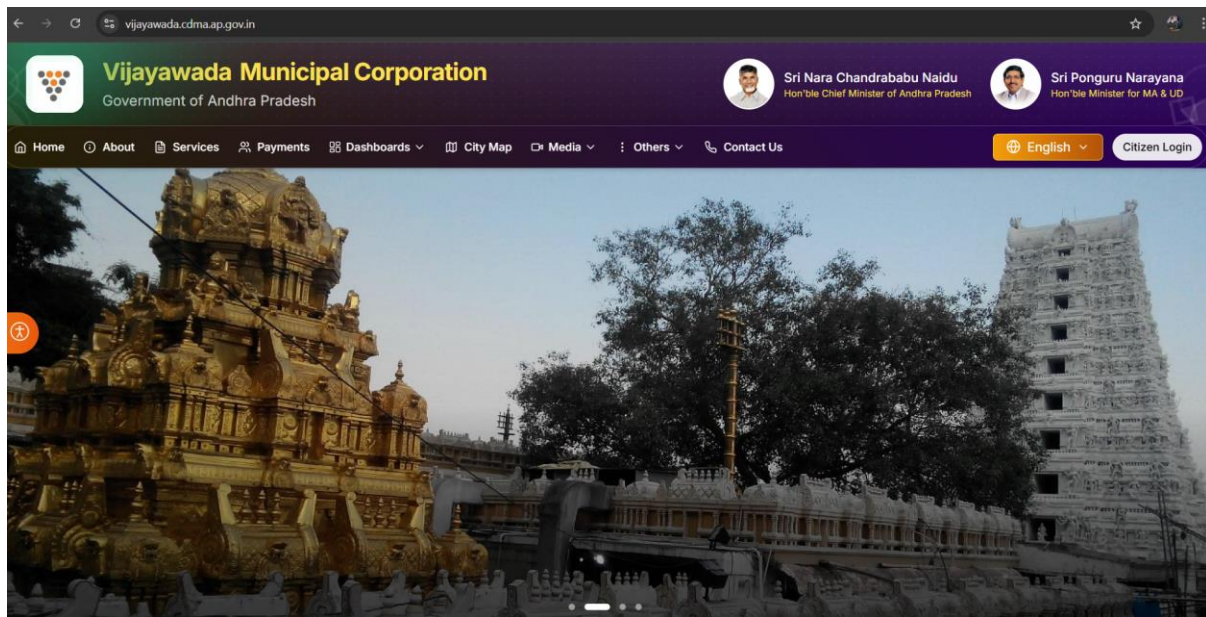 vijayawada.cdma.ap.gov.in
Vijayawada Municipal Corporation
Government of Andhra Pradesh
Sri Nara Chandrababu Naidu
Hon'ble Chief Minister of Andhra Pradesh
Sri Ponguru Narayana
Hon'ble Minister for MA & UD
Home About Services Payments Dashboards City Map Media Others Contact Us English Citizen Login